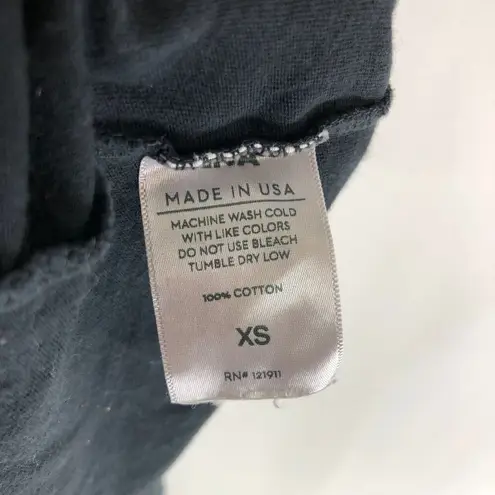 MADE IN USA
MACHINE WASH COLD
WITH LIKE COLORS
DO NOT USE BLEACH
TUMBLE DRY LOW
100% COTTON
XS
RN# 121911